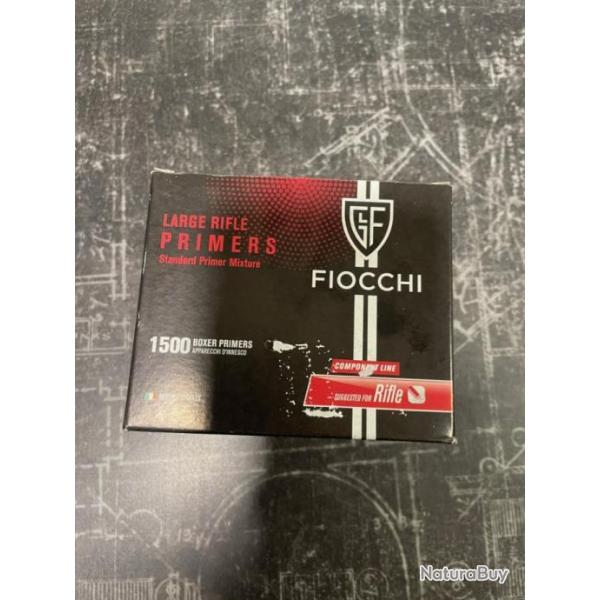 LARGE RIFLE
PRIMERS
Standard Primer Mixture
GF
FIOCCHI
1500 BOXER PRIMERS
APPARECCHI D'INNESCO
COMPONENT LINE
SUGGESTED FOR Rifle
NaturaBuy